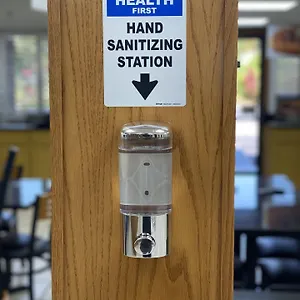 HEALTH
FIRST
HAND
SANITIZING
STATION